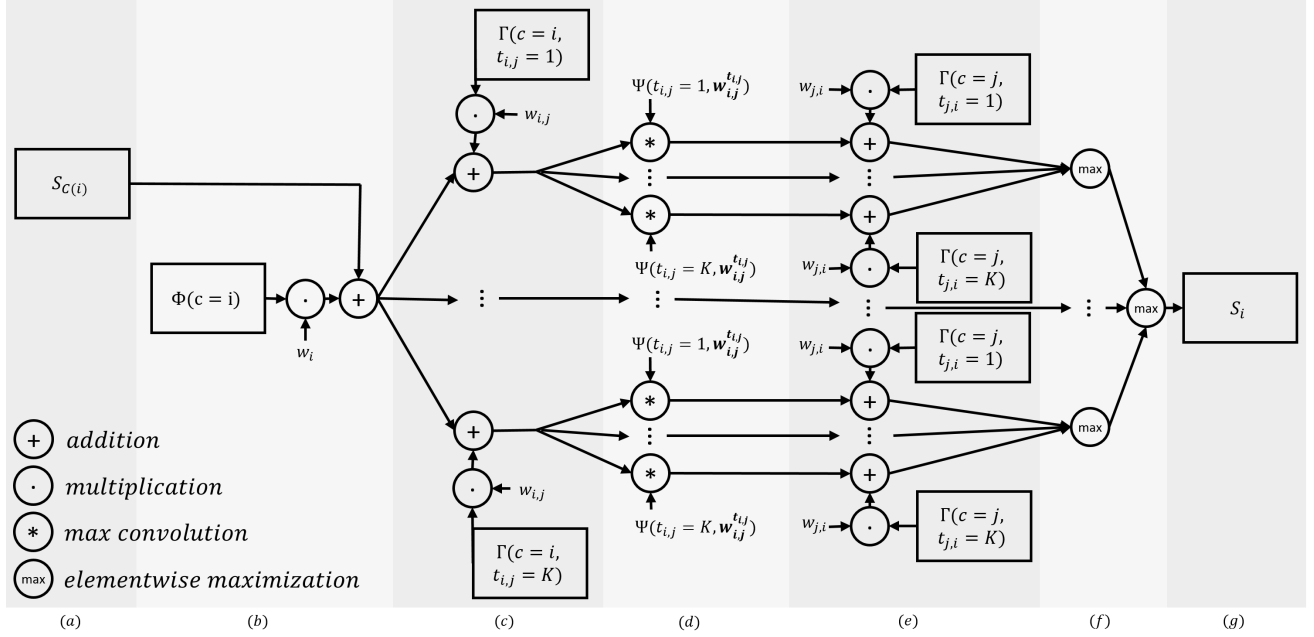 Γ(c = i,
t_{i,j} = 1)
·
w_{i,j}
+
S_{C(i)}
Φ(c = i)
·
w_i
+
Ψ(t_{i,j} = 1, w_{i,j}^{t_{i,j}})
*
⋮
*
Ψ(t_{i,j} = K, w_{i,j}^{t_{i,j}})
w_{j,i}
·
Γ(c = j,
t_{j,i} = 1)
+
⋮
+
w_{j,i}
·
Γ(c = j,
t_{j,i} = K)
max
⋮
⋮
⋮
⋮
max
S_i
Ψ(t_{i,j} = 1, w_{i,j}^{t_{i,j}})
*
⋮
*
Ψ(t_{i,j} = K, w_{i,j}^{t_{i,j}})
w_{j,i}
·
Γ(c = j,
t_{j,i} = 1)
+
⋮
+
w_{j,i}
·
Γ(c = j,
t_{j,i} = K)
max
+
·
w_{i,j}
Γ(c = i,
t_{i,j} = K)
+ addition
· multiplication
* max convolution
max elementwise maximization
(a) (b) (c) (d) (e) (f) (g)